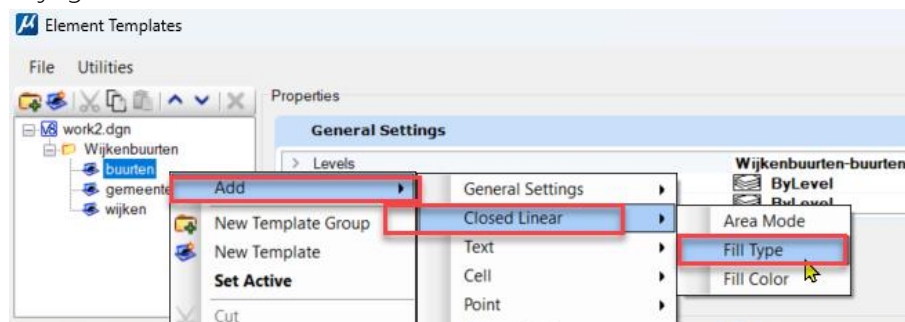 Element Templates
File Utilities
Properties
work2.dgn
General Settings
Wijkenbuurten
Levels
Wijkenbuurten-buurten
buurten
ByLevel
Add
General Settings
gemeente
ByLevel
Closed Linear
Area Mode
wijken
New Template Group
Text
Fill Type
New Template
Cell
Fill Color
Set Active
Point
Cut